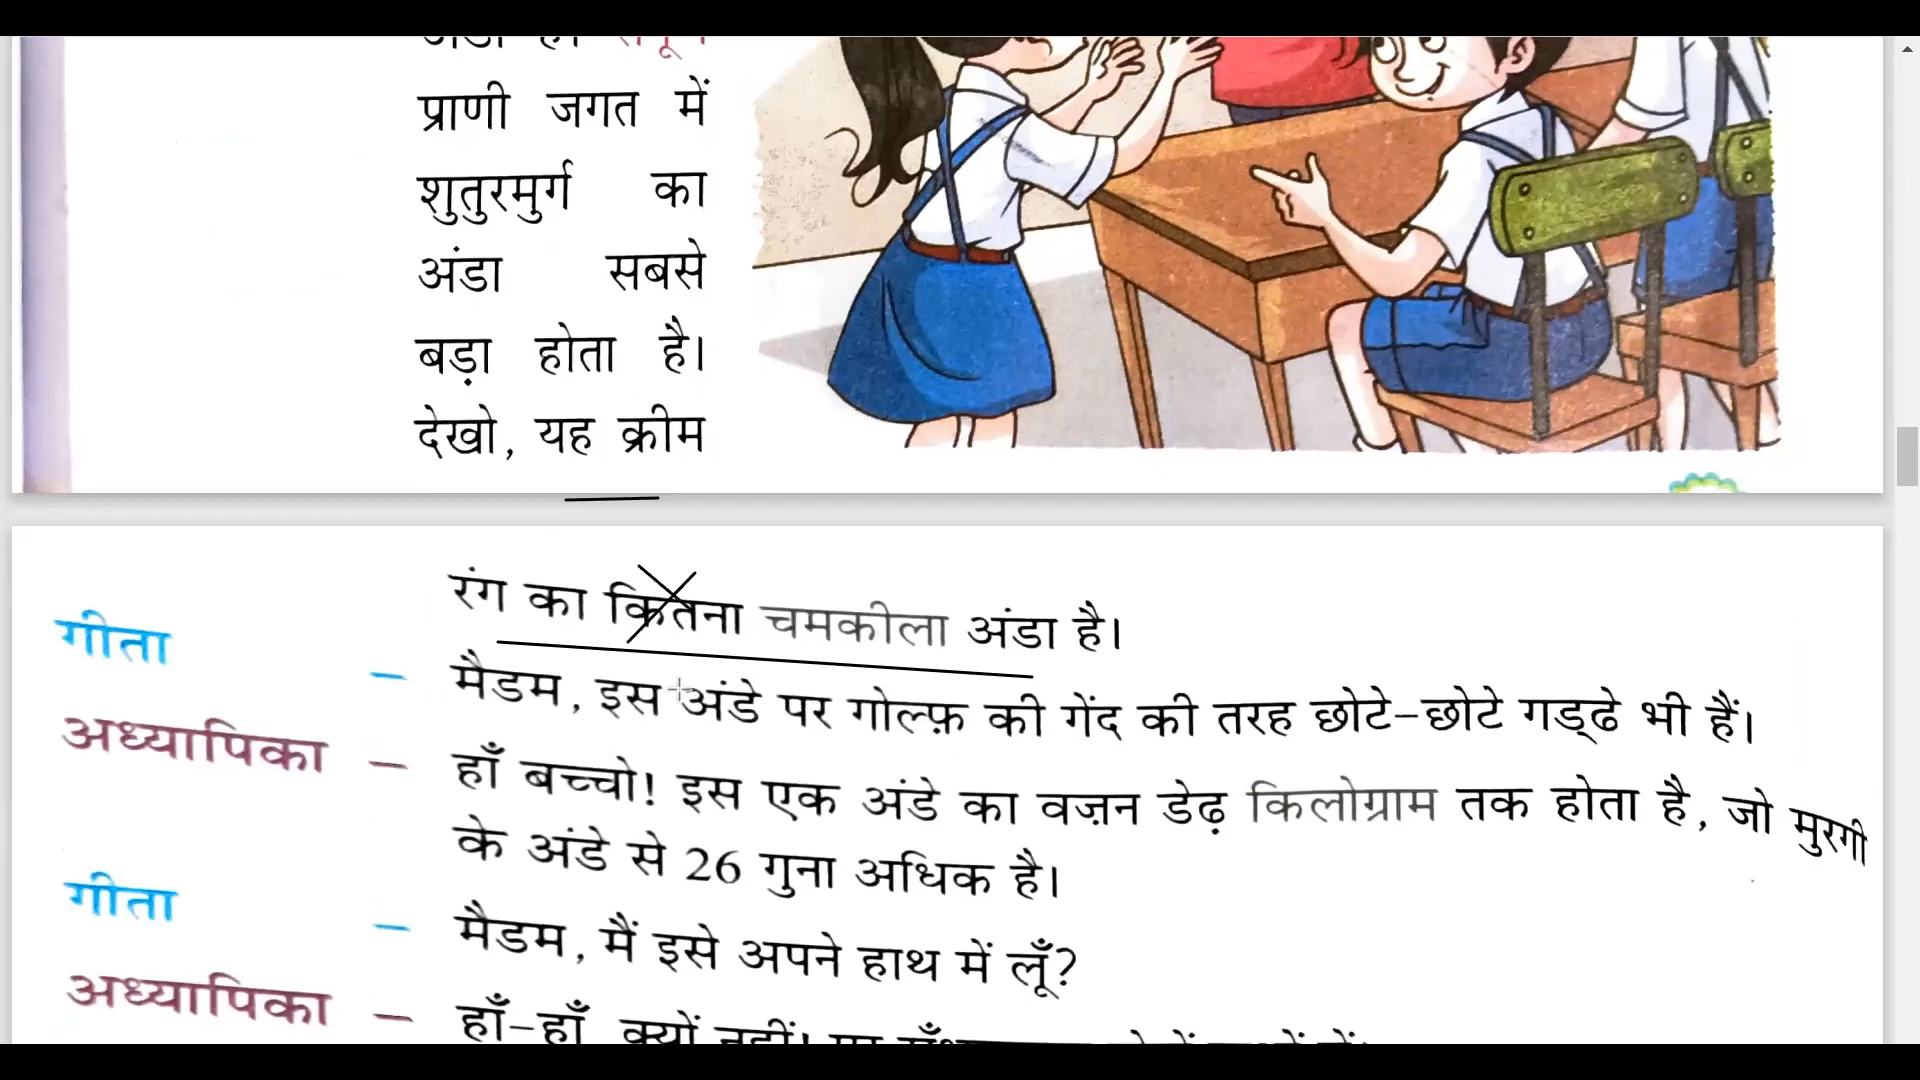 प्राणी जगत में
शुतुरमुर्ग का
अंडा सबसे
बड़ा होता है।
देखो, यह क्रीम
रंग का कितना चमकीला अंडा है।
गीता – मैडम, इस अंडे पर गोल्फ़ की गेंद की तरह छोटे-छोटे गड्ढे भी हैं।
अध्यापिका – हाँ बच्चो! इस एक अंडे का वज़न डेढ़ किलोग्राम तक होता है, जो मुरगी
के अंडे से 26 गुना अधिक है।
गीता – मैडम, मैं इसे अपने हाथ में लूँ?
अध्यापिका – हाँ-हाँ क्यों नहीं!